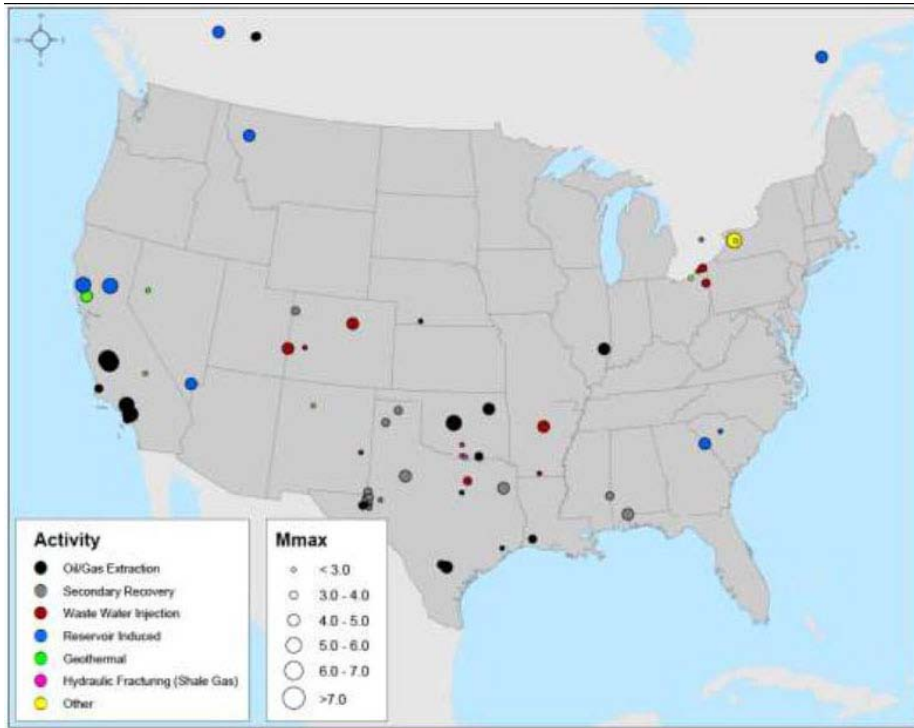 Activity
Oil/Gas Extraction
Secondary Recovery
Waste Water Injection
Reservoir Induced
Geothermal
Hydraulic Fracturing (Shale Gas)
Other
Mmax
< 3.0
3.0 - 4.0
4.0 - 5.0
5.0 - 6.0
6.0 - 7.0
>7.0